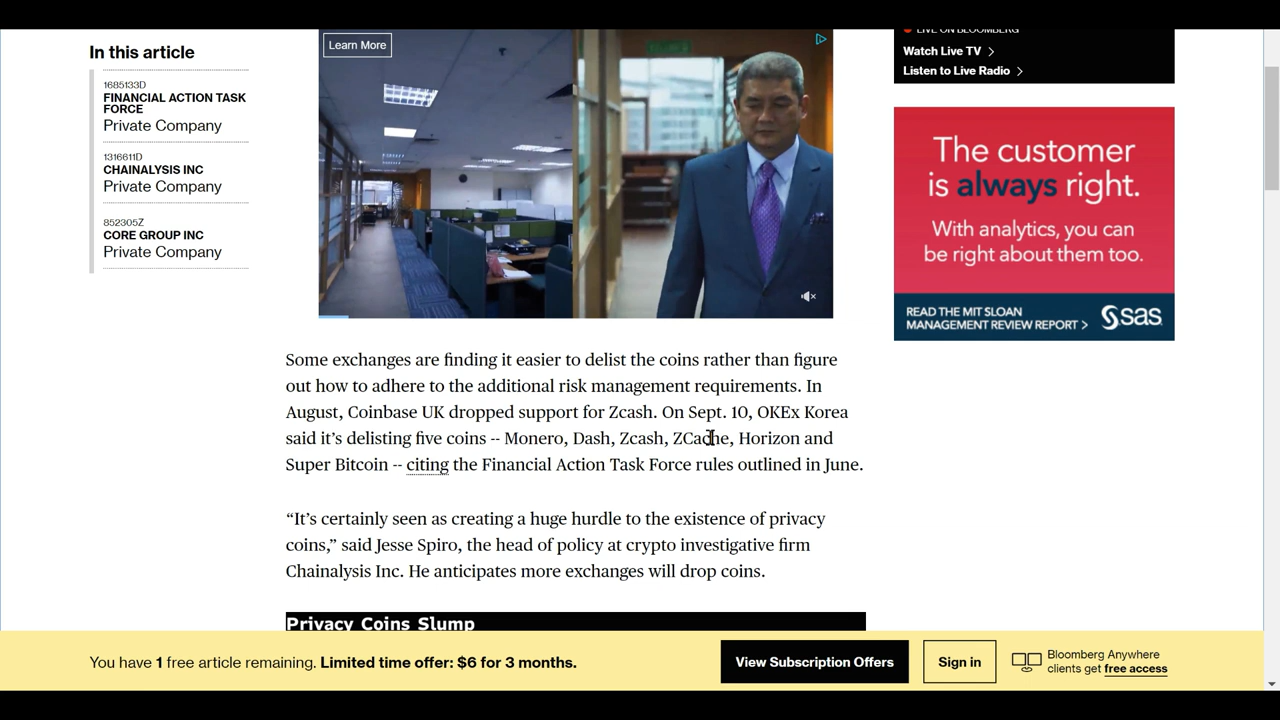 In this article
1685133D
FINANCIAL ACTION TASK
FORCE
Private Company
1316611D
CHAINALYSIS INC
Private Company
852305Z
CORE GROUP INC
Private Company
Learn More
LIVE ON BLOOMBERG
Watch Live TV
Listen to Live Radio
The customer
is always right.
With analytics, you can
be right about them too.
READ THE MIT SLOAN
MANAGEMENT REVIEW REPORT >
sas
Some exchanges are finding it easier to delist the coins rather than figure
out how to adhere to the additional risk management requirements. In
August, Coinbase UK dropped support for Zcash. On Sept. 10, OKEx Korea
said it’s delisting five coins -- Monero, Dash, Zcash, ZCache, Horizon and
Super Bitcoin -- citing the Financial Action Task Force rules outlined in June.
“It’s certainly seen as creating a huge hurdle to the existence of privacy
coins,” said Jesse Spiro, the head of policy at crypto investigative firm
Chainalysis Inc. He anticipates more exchanges will drop coins.
Privacy Coins Slump
You have 1 free article remaining. Limited time offer: $6 for 3 months.
View Subscription Offers
Sign in
Bloomberg Anywhere
clients get free access